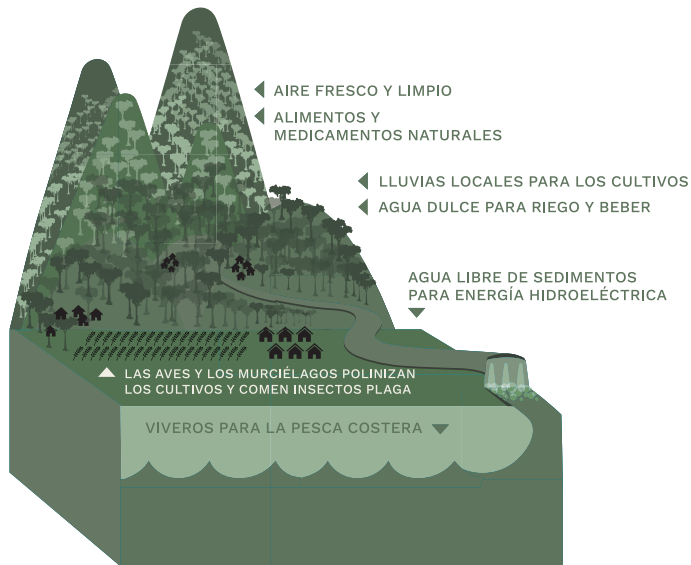 AIRE FRESCO Y LIMPIO
ALIMENTOS Y
MEDICAMENTOS NATURALES
LLUVIAS LOCALES PARA LOS CULTIVOS
AGUA DULCE PARA RIEGO Y BEBER
AGUA LIBRE DE SEDIMENTOS
PARA ENERGÍA HIDROELÉCTRICA
LAS AVES Y LOS MURCIÉLAGOS POLINIZAN
LOS CULTIVOS Y COMEN INSECTOS PLAGA
VIVEROS PARA LA PESCA COSTERA